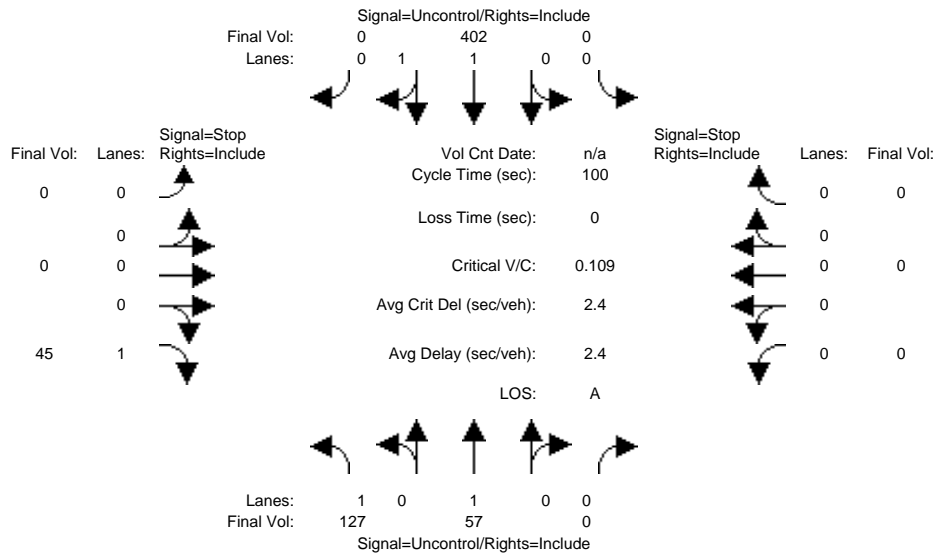 Signal=Uncontrol/Rights=Include
Final Vol: 0 402 0
Lanes: 0 1 1 0 0
Signal=Stop Signal=Stop
Final Vol: Lanes: Rights=Include Vol Cnt Date: n/a Rights=Include Lanes: Final Vol:
Cycle Time (sec): 100
0 0 0 0
Loss Time (sec): 0
0 0
0 0 Critical V/C: 0.109 0 0
0 Avg Crit Del (sec/veh): 2.4 0
45 1 Avg Delay (sec/veh): 2.4 0 0
LOS: A
Lanes: 1 0 1 0 0
Final Vol: 127 57 0
Signal=Uncontrol/Rights=Include